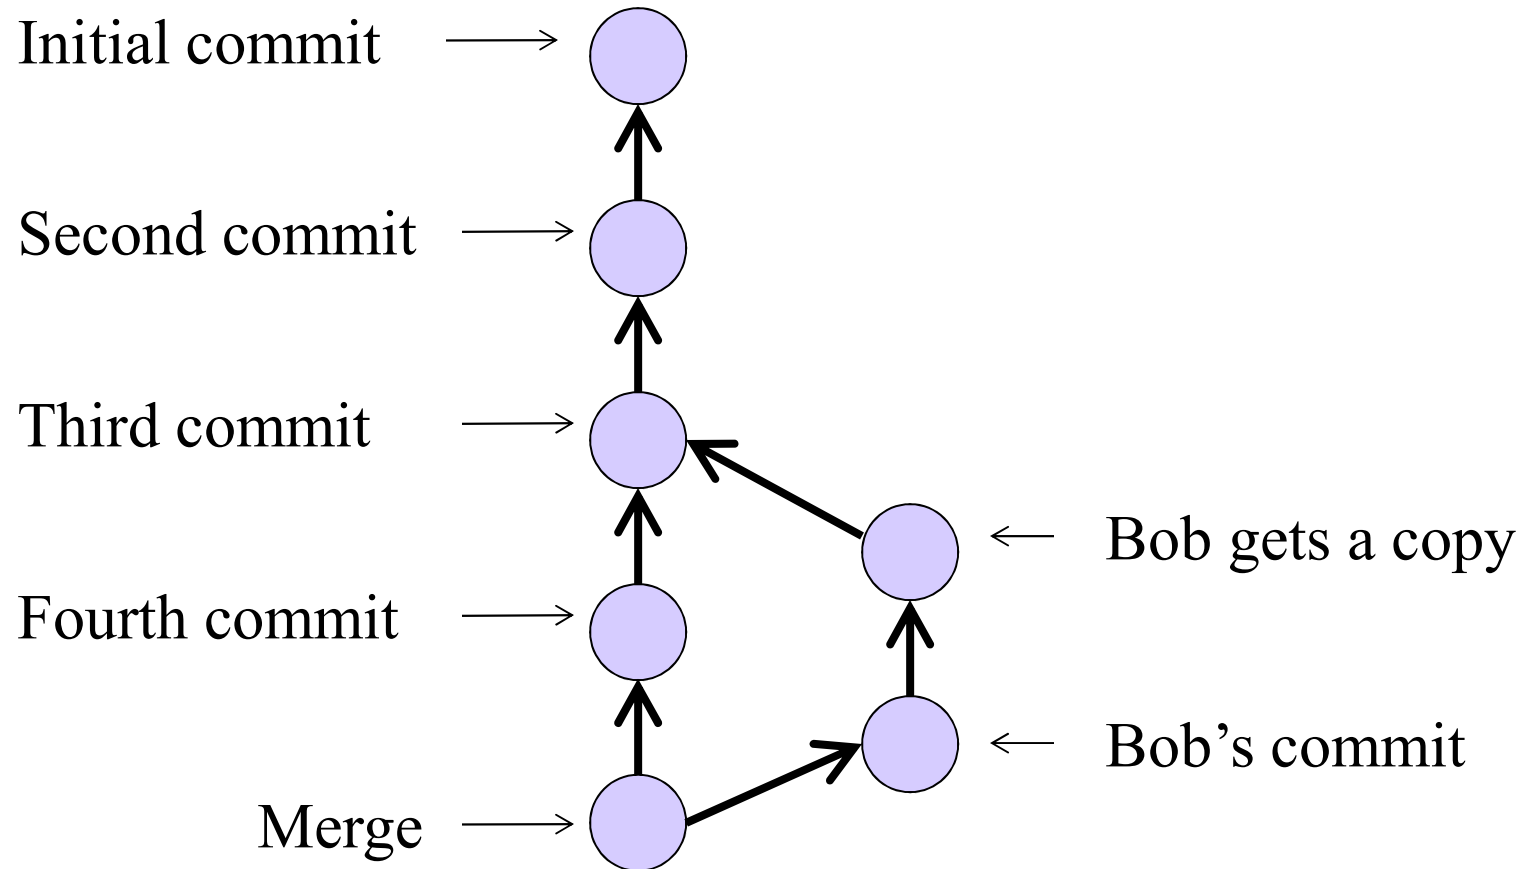 Initial commit
Second commit
Third commit
Bob gets a copy
Fourth commit
Bob’s commit
Merge